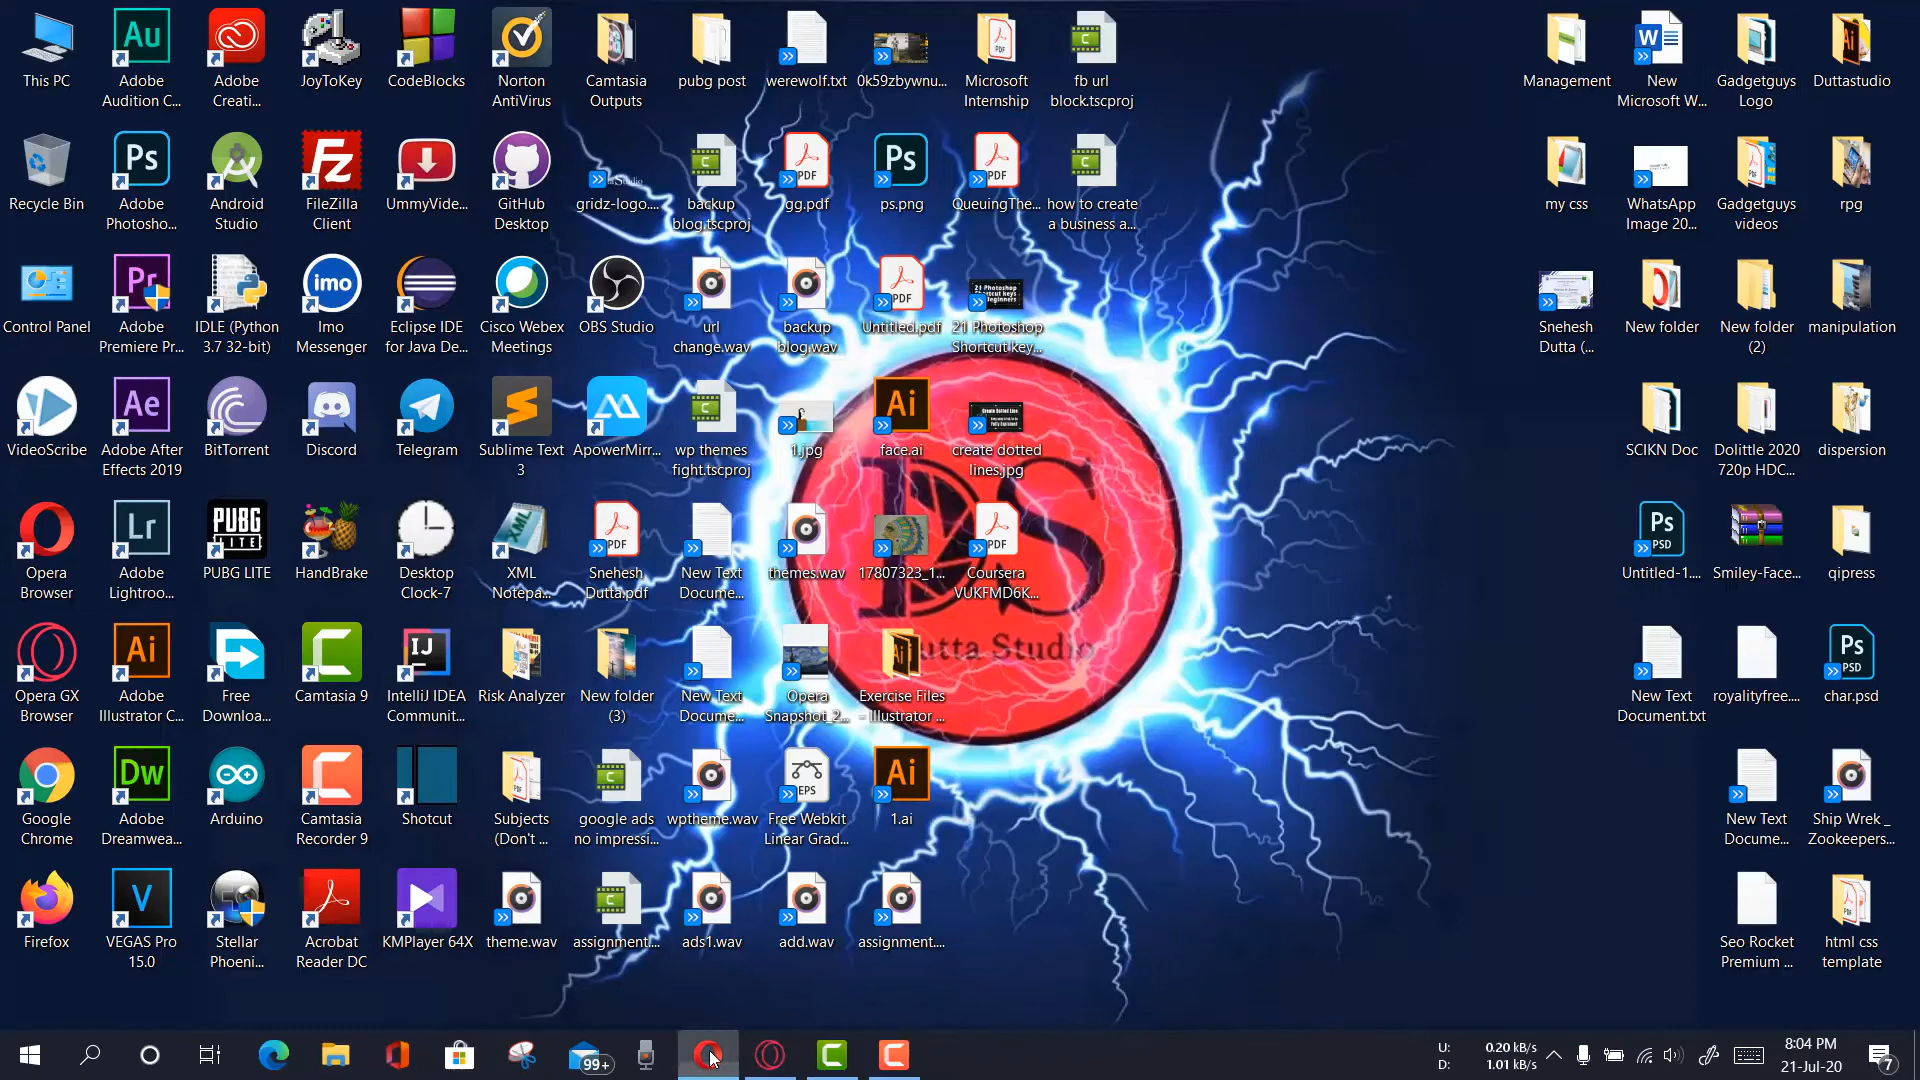 This PC
Adobe
Audition C...
Adobe
Creati...
JoyToKey
CodeBlocks
Norton
AntiVirus
Camtasia
Outputs
pubg post
werewolf.txt
0k59zbywnu...
Microsoft
Internship
fb url
block.tscproj
Management
New
Microsoft W...
Gadgetguys
Logo
Duttastudio
Recycle Bin
Adobe
Photosho...
Android
Studio
FileZilla
Client
UmmyVide...
GitHub
Desktop
gridz-logo....
backup
blog.tscproj
gg.pdf
ps.png
QueuingThe...
how to create
a business a...
my css
WhatsApp
Image 20...
Gadgetguys
videos
rpg
Control Panel
Adobe
Premiere Pr...
IDLE (Python
3.7 32-bit)
Imo
Messenger
Eclipse IDE
for Java De...
Cisco Webex
Meetings
OBS Studio
url
change.wav
backup
blog.wav
Untitled.pdf
21 Photoshop
Shortcut key...
Snehesh
Dutta (...
New folder
New folder
(2)
manipulation
VideoScribe
Adobe After
Effects 2019
BitTorrent
Discord
Telegram
Sublime Text
3
ApowerMirr...
wp themes
fight.tscproj
1.jpg
face.ai
create dotted
lines.jpg
SCIKN Doc
Dolittle 2020
720p HDC...
dispersion
Opera
Browser
Adobe
Lightroo...
PUBG LITE
HandBrake
Desktop
Clock-7
XML
Notepa...
Snehesh
Dutta.pdf
New Text
Docume...
themes.wav
17807323_1...
Coursera
VUKFMD6K...
Untitled-1....
Smiley-Face...
qipress
Opera GX
Browser
Adobe
Illustrator C...
Free
Downloa...
Camtasia 9
IntelliJ IDEA
Communit...
Risk Analyzer
New folder
(3)
New Text
Docume...
Opera
Snapshot_2...
Exercise Files
- Illustrator ...
utta Studio
New Text
Document.txt
royalityfree....
char.psd
Google
Chrome
Adobe
Dreamwea...
Arduino
Camtasia
Recorder 9
Shotcut
Subjects
(Don't ...
google ads
no impressi...
wptheme.wav
Free Webkit
Linear Grad...
1.ai
New Text
Docume...
Ship Wrek _
Zookeepers...
Firefox
VEGAS Pro
15.0
Stellar
Phoeni...
Acrobat
Reader DC
KMPlayer 64X
theme.wav
assignment....
ads1.wav
add.wav
assignment....
Seo Rocket
Premium ...
html css
template
99+
U: 0.20 kB/s
D: 1.01 kB/s
8:04 PM
21-Jul-20
7